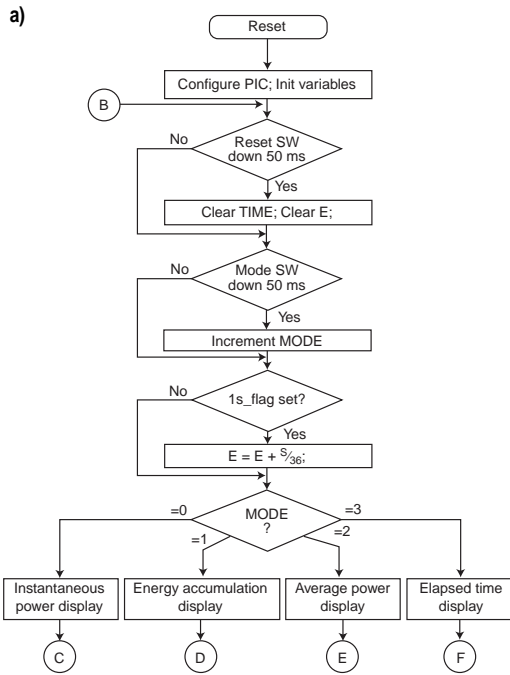 a)
Reset
Configure PIC; Init variables
B
No
Reset SW
down 50 ms
Yes
Clear TIME; Clear E;
No
Mode SW
down 50 ms
Yes
Increment MODE
No
1s_flag set?
Yes
E = E + S/36;
=0
MODE
?
=3
=1
=2
Instantaneous
power display
Energy accumulation
display
Average power
display
Elapsed time
display
C
D
E
F